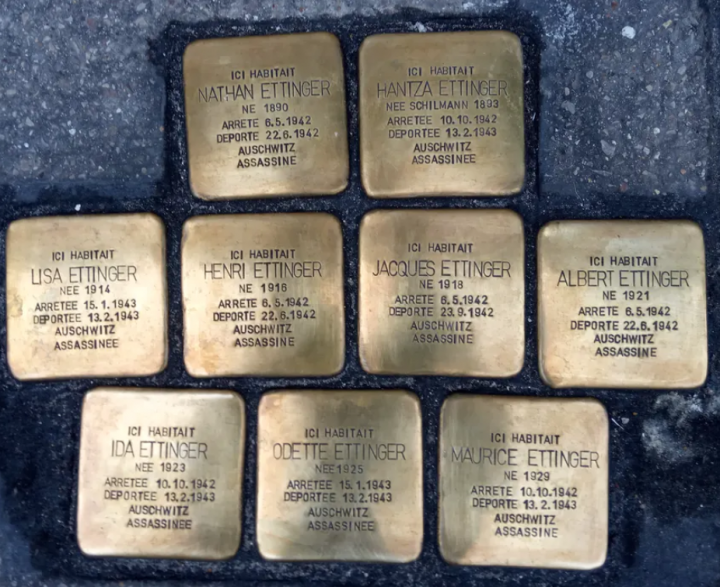 ICI HABITAIT
NATHAN ETTINGER
NE 1890
ARRETE 6.5.1942
DEPORTE 22.6.1942
AUSCHWITZ
ASSASSINE
ICI HABITAIT
HANTZA ETTINGER
NEE SCHILMANN 1893
ARRETEE 10.10.1942
DEPORTEE 13.2.1943
AUSCHWITZ
ASSASSINEE
ICI HABITAIT
LISA ETTINGER
NEE 1914
ARRETEE 15.1.1943
DEPORTEE 13.2.1943
AUSCHWITZ
ASSASSINEE
ICI HABITAIT
HENRI ETTINGER
NE 1916
ARRETE 6.5.1942
DEPORTE 22.6.1942
AUSCHWITZ
ASSASSINE
ICI HABITAIT
JACQUES ETTINGER
NE 1918
ARRETE 6.5.1942
DEPORTE 23.9.1942
AUSCHWITZ
ASSASSINE
ICI HABITAIT
ALBERT ETTINGER
NE 1921
ARRETE 6.5.1942
DEPORTE 22.6.1942
AUSCHWITZ
ASSASSINE
ICI HABITAIT
IDA ETTINGER
NEE 1923
ARRETEE 10.10.1942
DEPORTEE 13.2.1943
AUSCHWITZ
ASSASSINEE
ICI HABITAIT
ODETTE ETTINGER
NEE 1925
ARRETEE 15.1.1943
DEPORTEE 13.2.1943
AUSCHWITZ
ASSASSINEE
ICI HABITAIT
MAURICE ETTINGER
NE 1929
ARRETE 10.10.1942
DEPORTE 13.2.1943
AUSCHWITZ
ASSASSINE